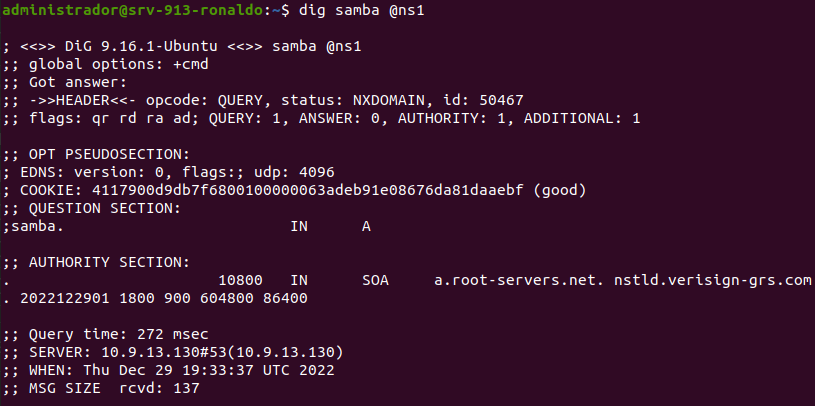 administrador@srv-913-ronaldo:~$ dig samba @ns1
; <<>> DiG 9.16.1-Ubuntu <<>> samba @ns1
;; global options: +cmd
;; Got answer:
;; ->>HEADER<<- opcode: QUERY, status: NXDOMAIN, id: 50467
;; flags: qr rd ra ad; QUERY: 1, ANSWER: 0, AUTHORITY: 1, ADDITIONAL: 1
;; OPT PSEUDOSECTION:
; EDNS: version: 0, flags:; udp: 4096
; COOKIE: 4117900d9db7f6800100000063adeb91e08676da81daaebf (good)
;; QUESTION SECTION:
;samba. IN A
;; AUTHORITY SECTION:
. 10800 IN SOA a.root-servers.net. nstld.verisign-grs.com
. 2022122901 1800 900 604800 86400
;; Query time: 272 msec
;; SERVER: 10.9.13.130#53(10.9.13.130)
;; WHEN: Thu Dec 29 19:33:37 UTC 2022
;; MSG SIZE rcvd: 137